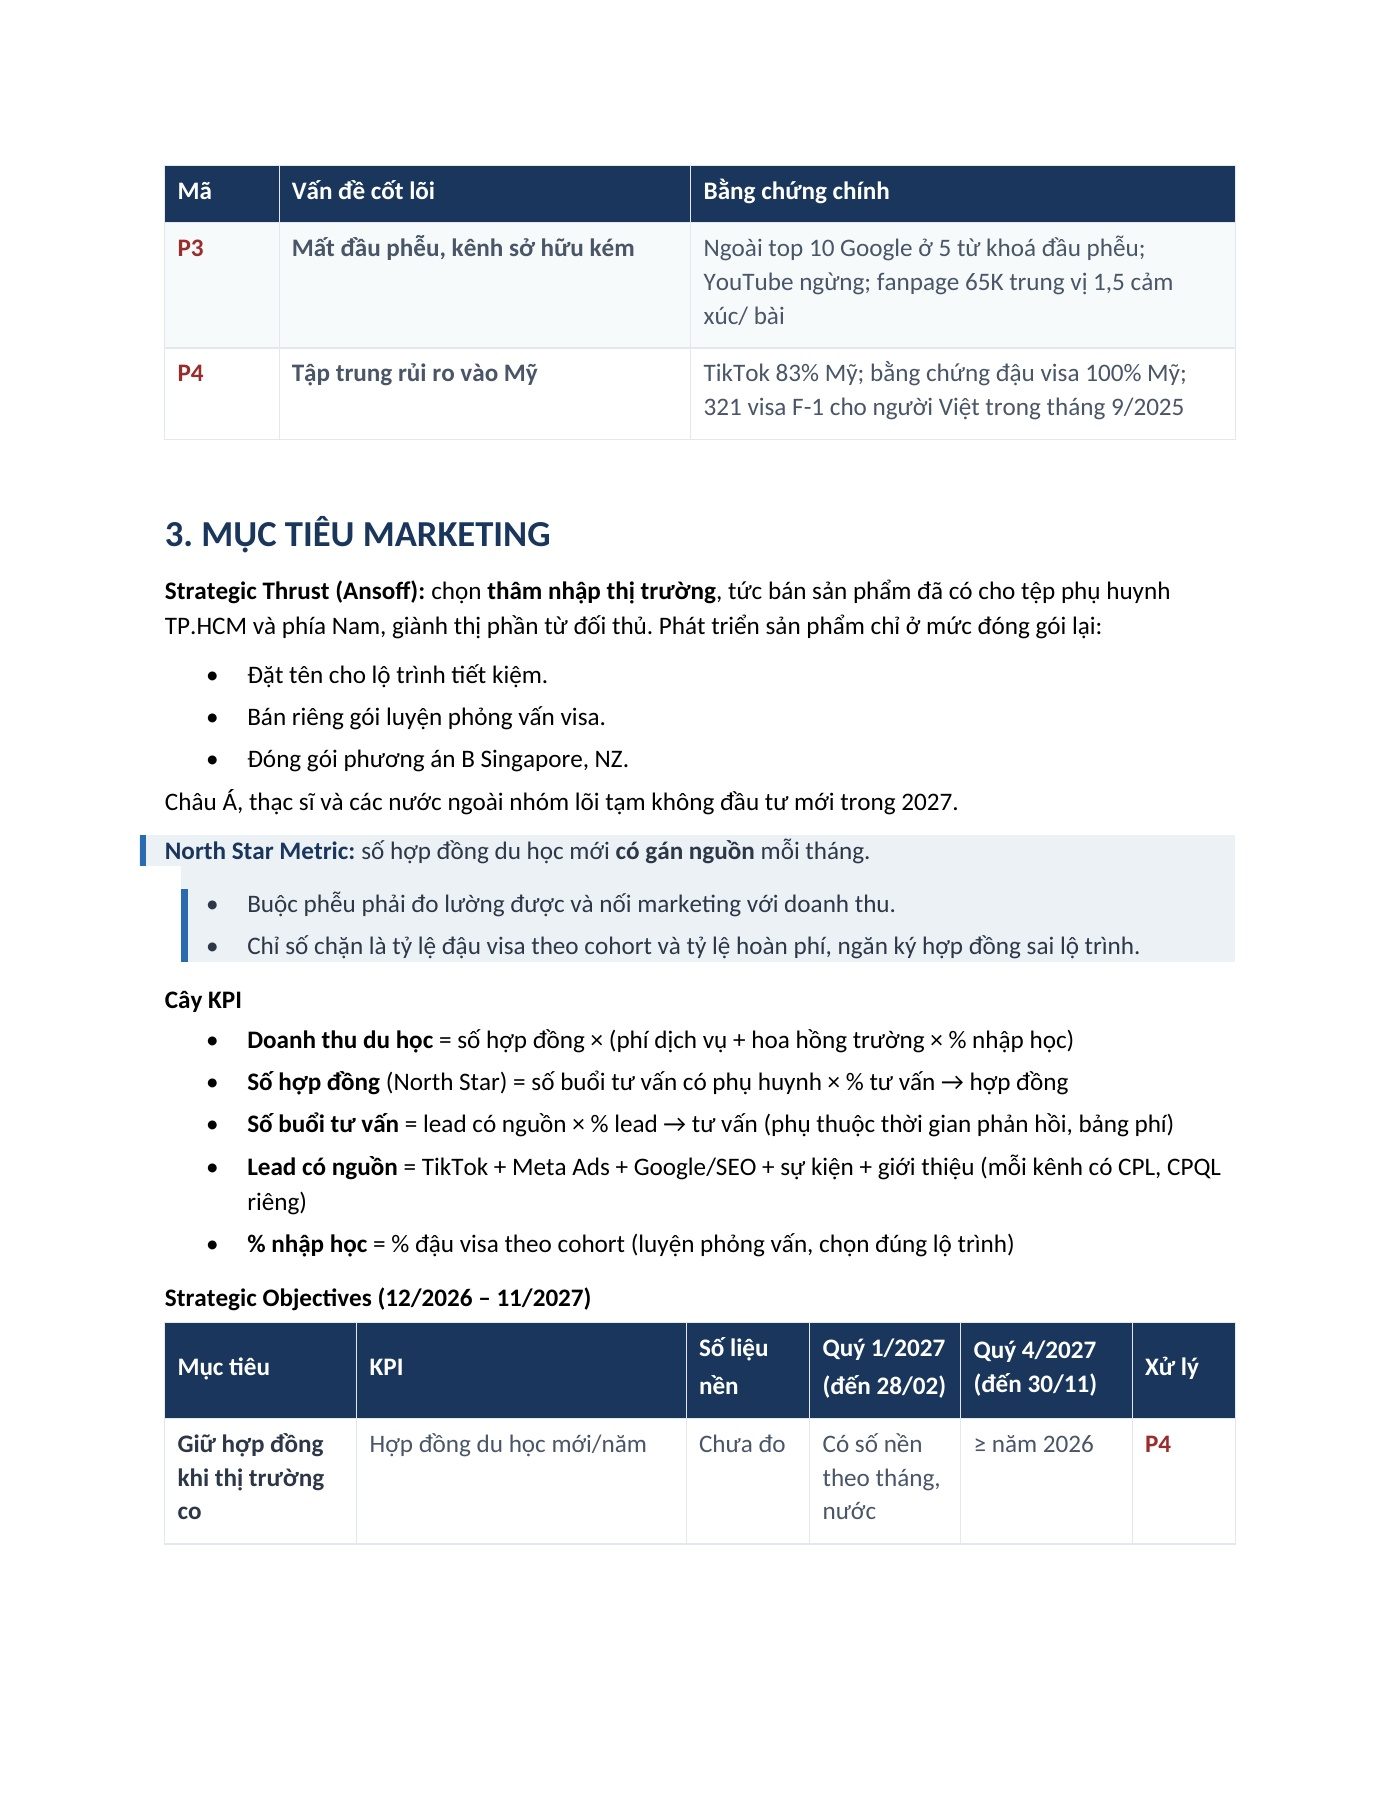 Mã Vấn đề cốt lõi Bằng chứng chính
P3 Mất đầu phễu, kênh sở hữu kém Ngoài top 10 Google ở 5 từ khoá đầu phễu;
YouTube ngừng; fanpage 65K trung vị 1,5 cảm
xúc/ bài
P4 Tập trung rủi ro vào Mỹ TikTok 83% Mỹ; bằng chứng đậu visa 100% Mỹ;
321 visa F-1 cho người Việt trong tháng 9/2025
3. MỤC TIÊU MARKETING
Strategic Thrust (Ansoff): chọn thâm nhập thị trường, tức bán sản phẩm đã có cho tệp phụ huynh
TP.HCM và phía Nam, giành thị phần từ đối thủ. Phát triển sản phẩm chỉ ở mức đóng gói lại:
• Đặt tên cho lộ trình tiết kiệm.
• Bán riêng gói luyện phỏng vấn visa.
• Đóng gói phương án B Singapore, NZ.
Châu Á, thạc sĩ và các nước ngoài nhóm lõi tạm không đầu tư mới trong 2027.
North Star Metric: số hợp đồng du học mới có gán nguồn mỗi tháng.
• Buộc phễu phải đo lường được và nối marketing với doanh thu.
• Chỉ số chặn là tỷ lệ đậu visa theo cohort và tỷ lệ hoàn phí, ngăn ký hợp đồng sai lộ trình.
Cây KPI
• Doanh thu du học = số hợp đồng × (phí dịch vụ + hoa hồng trường × % nhập học)
• Số hợp đồng (North Star) = số buổi tư vấn có phụ huynh × % tư vấn → hợp đồng
• Số buổi tư vấn = lead có nguồn × % lead → tư vấn (phụ thuộc thời gian phản hồi, bảng phí)
• Lead có nguồn = TikTok + Meta Ads + Google/SEO + sự kiện + giới thiệu (mỗi kênh có CPL, CPQL
riêng)
• % nhập học = % đậu visa theo cohort (luyện phỏng vấn, chọn đúng lộ trình)
Strategic Objectives (12/2026 – 11/2027)
Mục tiêu KPI Số liệu nền Quý 1/2027 (đến 28/02) Quý 4/2027 (đến 30/11) Xử lý
Giữ hợp đồng Hợp đồng du học mới/năm Chưa đo Có số nền ≥ năm 2026 P4
khi thị trường theo tháng,
co nước